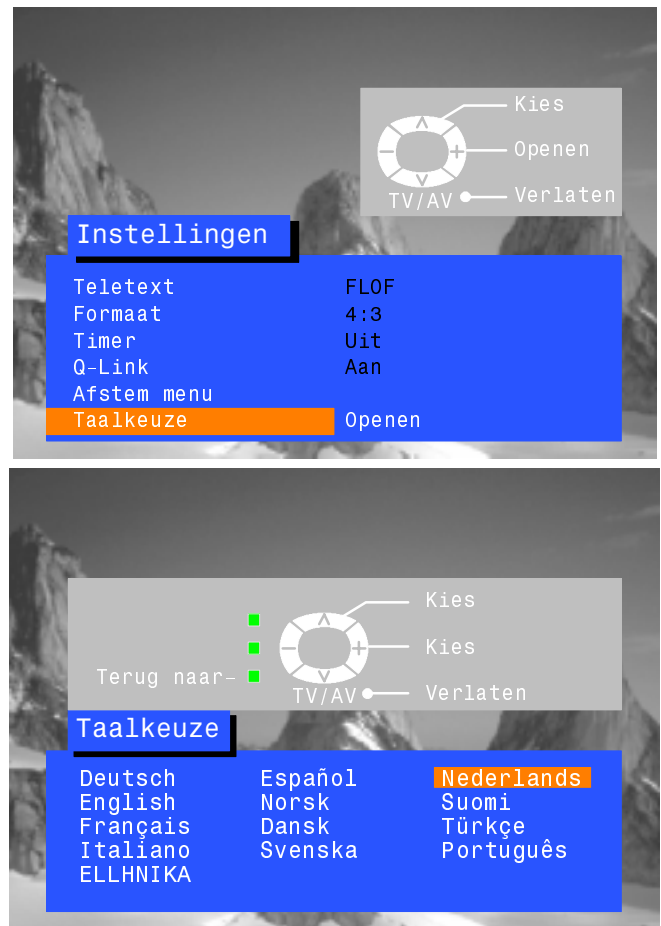 Kies
Openen
TV/AV Verlaten
Instellingen
Teletext FLOF
Formaat 4:3
Timer Uit
Q-Link Aan
Afstem menu
Taalkeuze Openen
Kies
Kies
Terug naar-
TV/AV Verlaten
Taalkeuze
Deutsch Español Nederlands
English Norsk Suomi
Français Dansk Türkçe
Italiano Svenska Português
ELLHNIKA